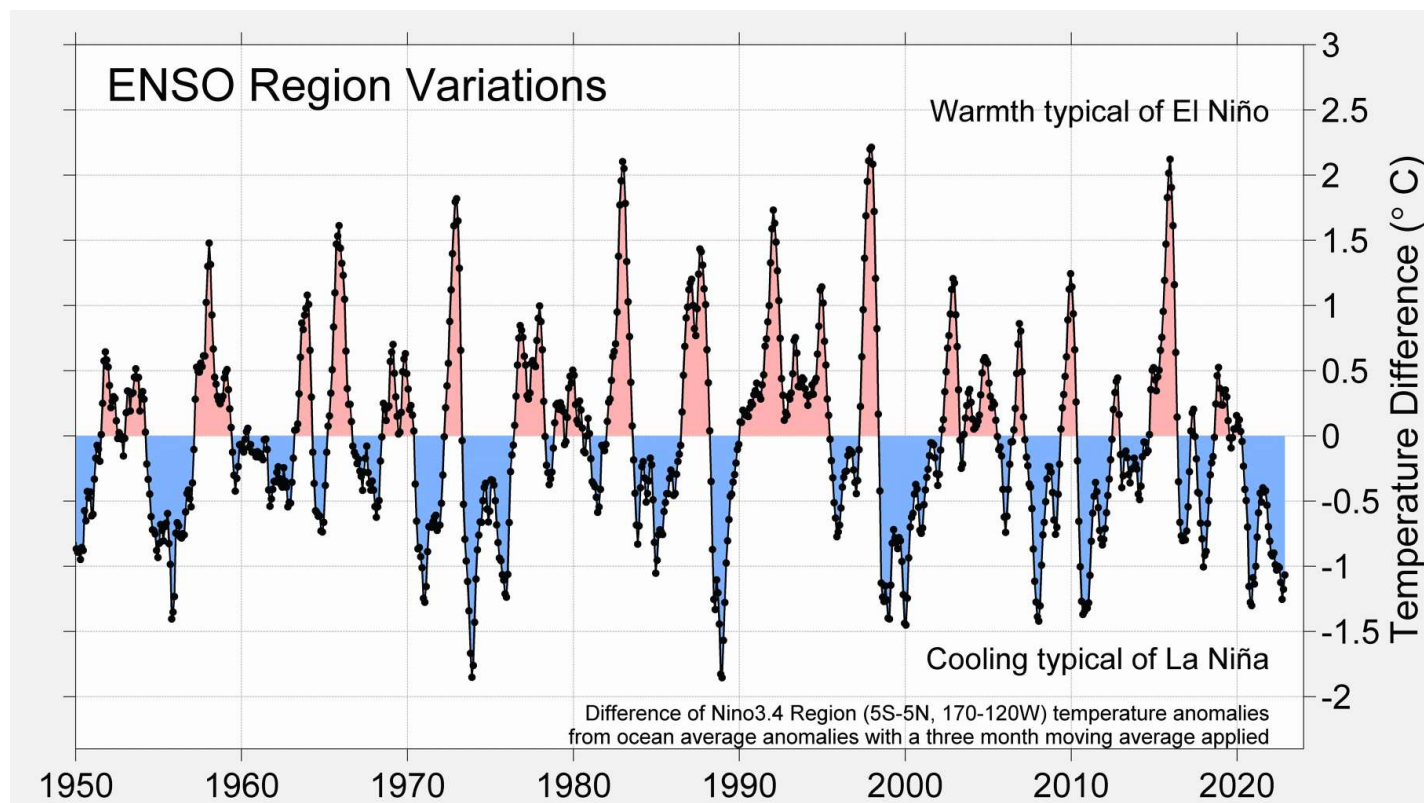 ENSO Region Variations
Warmth typical of El Niño
3
2.5
2
1.5
1
0.5
0
-0.5
-1
-1.5
-2
Temperature Difference (° C)
Cooling typical of La Niña
Difference of Nino3.4 Region (5S-5N, 170-120W) temperature anomalies
from ocean average anomalies with a three month moving average applied
1950 1960 1970 1980 1990 2000 2010 2020